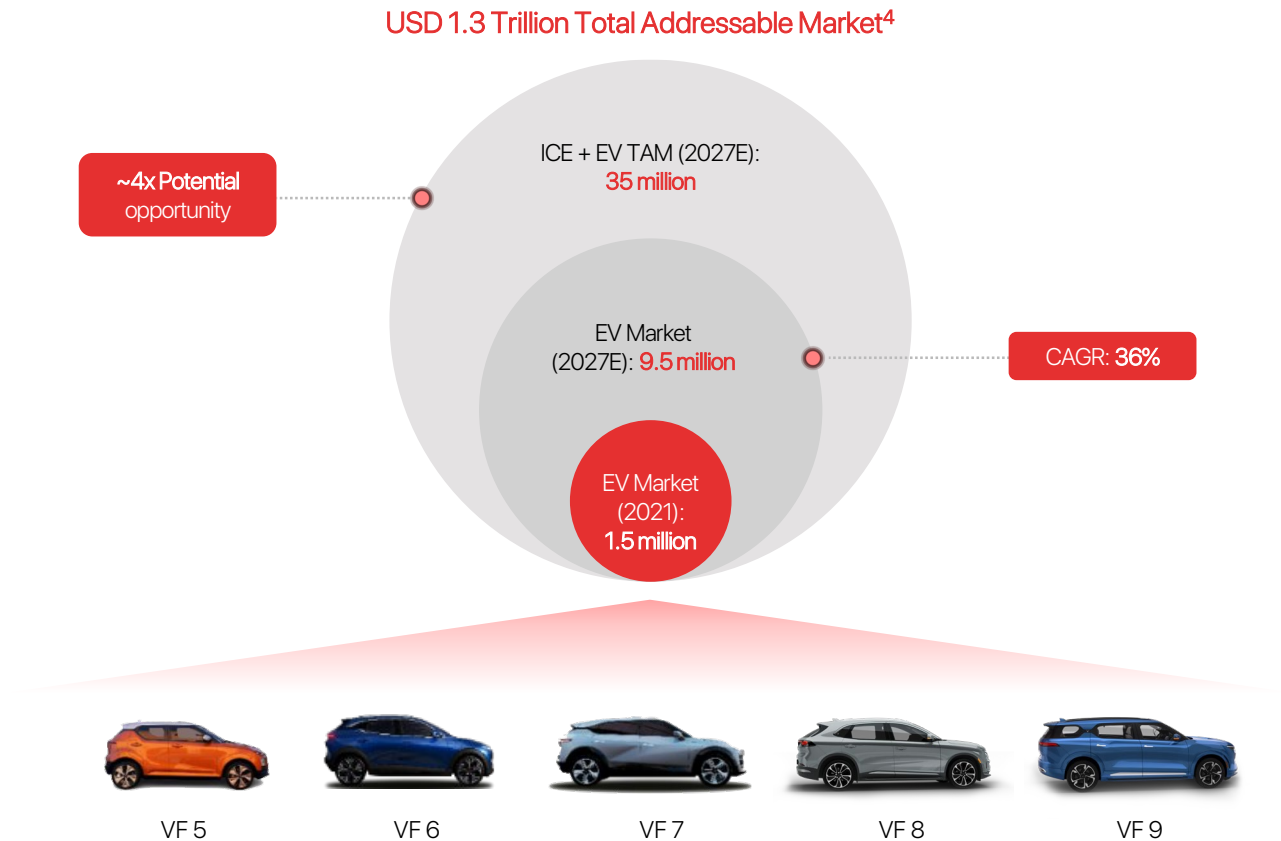 USD 1.3 Trillion Total Addressable Market4
ICE + EV TAM (2027E):
35 million
~4x Potential
opportunity
EV Market
(2027E): 9.5 million
CAGR: 36%
EV Market
(2021):
1.5 million
VF 5
VF 6
VF 7
VF 8
VF 9